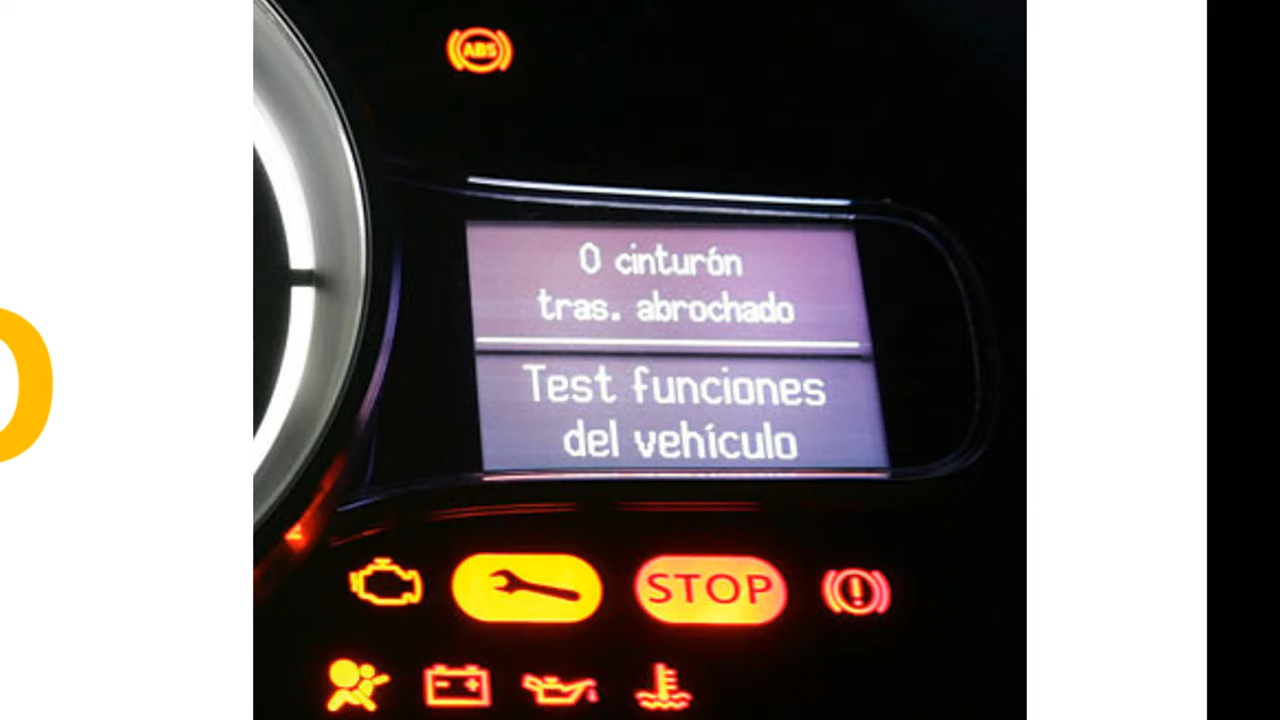 ABS
0 cinturón
tras. abrochado
Test funciones
del vehículo
STOP